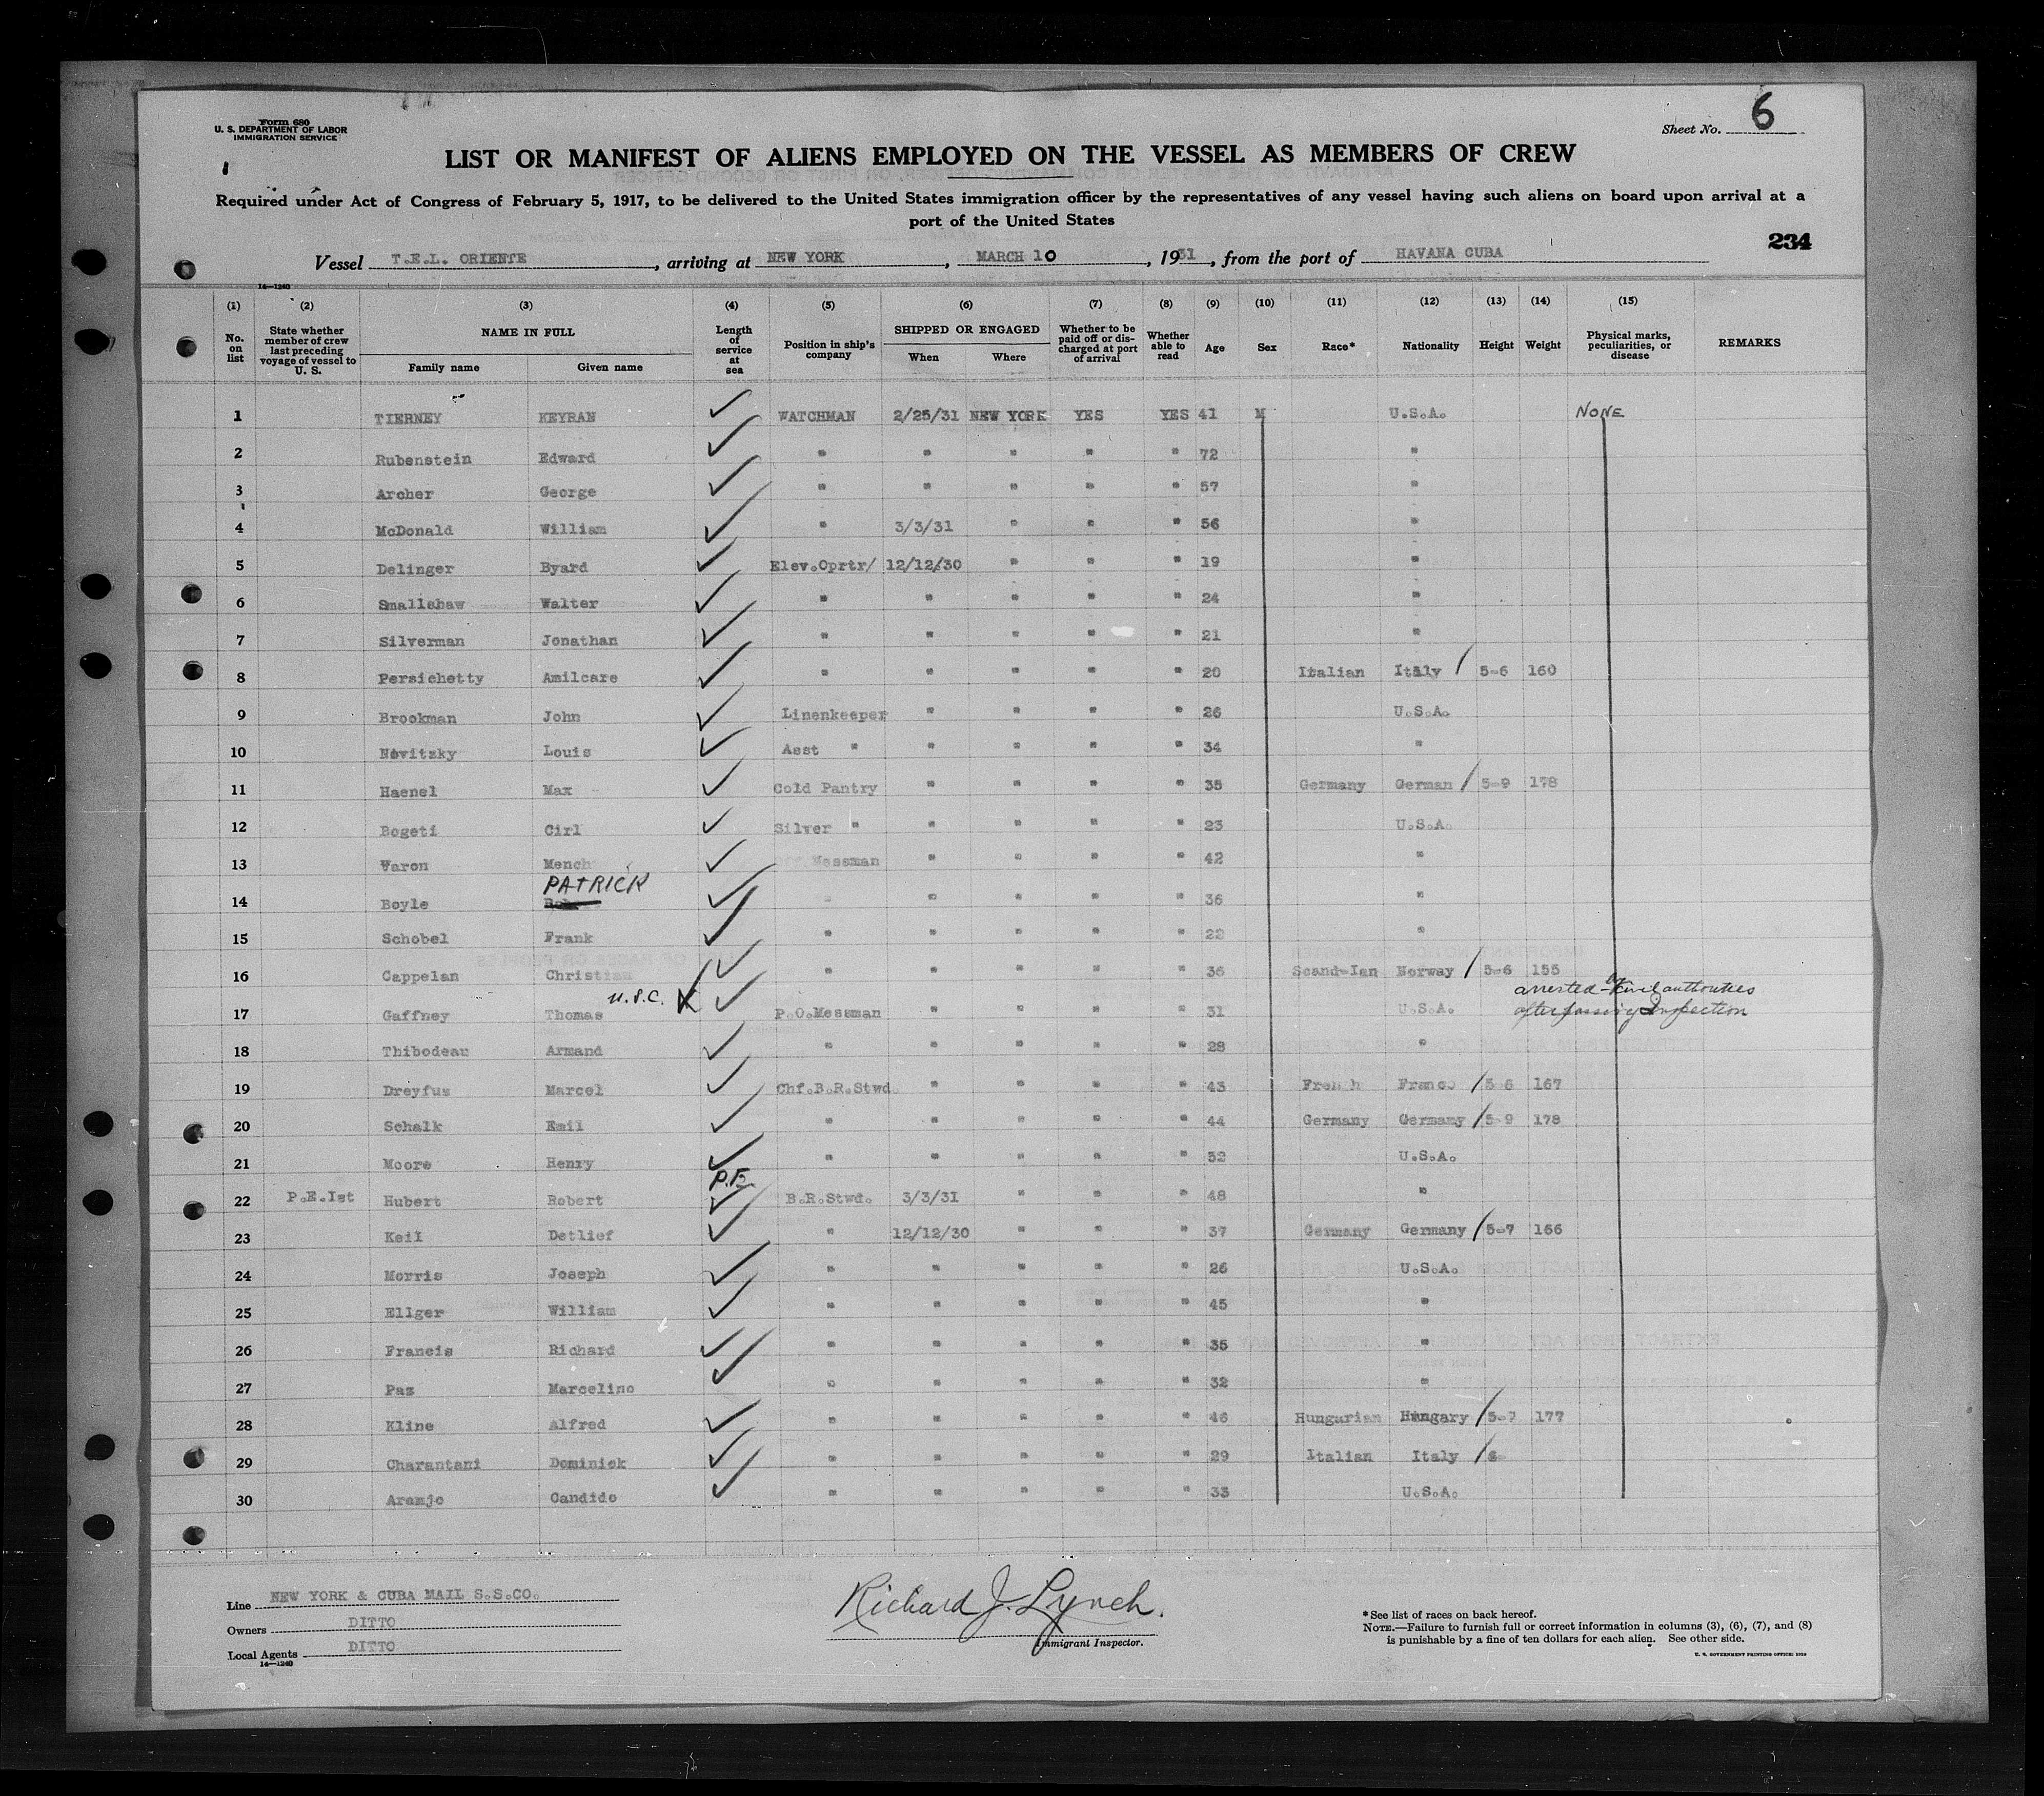 Form 680
U. S. DEPARTMENT OF LABOR
IMMIGRATION SERVICE
Sheet No. 6
LIST OR MANIFEST OF ALIENS EMPLOYED ON THE VESSEL AS MEMBERS OF CREW
Required under Act of Congress of February 5, 1917, to be delivered to the United States immigration officer by the representatives of any vessel having such aliens on board upon arrival at a
port of the United States
234
Vessel T.E.L. ORIENTE, arriving at NEW YORK, MARCH 10, 1931, from the port of HAVANA CUBA
14—1240
(1) (2) (3) (4) (5) (6) (7) (8) (9) (10) (11) (12) (13) (14) (15)
No. on list State whether member of crew last preceding voyage of vessel to U. S. NAME IN FULL Family name Given name Length of service at sea Position in ship's company SHIPPED OR ENGAGED When Where Whether to be paid off or discharged at port of arrival Whether able to read Age Sex Race* Nationality Height Weight Physical marks, peculiarities, or disease REMARKS
1 TIERNEY KEYRAN ✓ WATCHMAN 2/25/31 NEW YORK YES YES 41 M U.S.A. NONE
2 Rubenstein Edward ✓ " " " " " 72 "
3 Archer George ✓ " " " " " 57 "
4 McDonald William ✓ " 3/3/31 " " " 56 "
5 Delinger Byard ✓ Elev.Oprtr/ 12/12/30 " " " 19 "
6 Smallshaw Walter ✓ " " " " " 24 "
7 Silverman Jonathan ✓ " " " " " 21 "
8 Persichetty Amilcare ✓ " " " " " 20 Italian Italy / 5-6 160
9 Brookman John ✓ Linenkeeper " " " " 26 U.S.A.
10 Novitzky Louis ✓ Asst " " " " " 34 "
11 Haenel Max ✓ Cold Pantry " " " " 35 Germany German / 5-9 178
12 Bogeti Cirl ✓ Silver " " " " " 23 U.S.A.
13 Waron Mench ✓ Messman " " " " 42 "
PATRICK
14 Boyle ✓ " " " " " 36 "
15 Schobel Frank ✓ " " " " " 22 "
16 Cappelan Christian ✓ " " " " " 36 Scand-Ian Norway / 5-6 155
arrested by Civil authorities
17 Gaffney Thomas U.S.C. ✓ P.O.Messman " " " " 31 U.S.A. after passing Inspection
18 Thibodeau Armand ✓ " " " " " 28 "
19 Dreyfus Marcel ✓ Chf.B.R.Stwd. " " " " 43 French France / 5 6 167
20 Schalk Emil ✓ " " " " " 44 Germany Germany / 5-9 178
21 Moore Henry ✓ " " " " " 52 U.S.A.
P.E.
22 P.E.Ist Hubert Robert ✓ B.R.Stwd. 3/3/31 " " " 48 "
23 Keil Detlief ✓ " 12/12/30 " " " 37 Germany Germany / 5-7 166
24 Morris Joseph ✓ " " " " " 26 U.S.A.
25 Ellger William ✓ " " " " " 45 "
26 Francis Richard ✓ " " " " " 35 "
27 Paz Marcelino ✓ " " " " " 32 "
28 Kline Alfred ✓ " " " " " 46 Hungarian Hungary / 5-7 177
29 Charantani Dominick ✓ " " " " " 29 Italian Italy /
30 Aramjo Candido ✓ " " " " " 33 U.S.A.
Line NEW YORK & CUBA MAIL S.S.CO.
Owners DITTO
Local Agents DITTO
14—1240
Richard J. Lynch.
Immigrant Inspector.
*See list of races on back hereof.
NOTE.—Failure to furnish full or correct information in columns (3), (6), (7), and (8)
is punishable by a fine of ten dollars for each alien. See other side.
U. S. GOVERNMENT PRINTING OFFICE: 1929